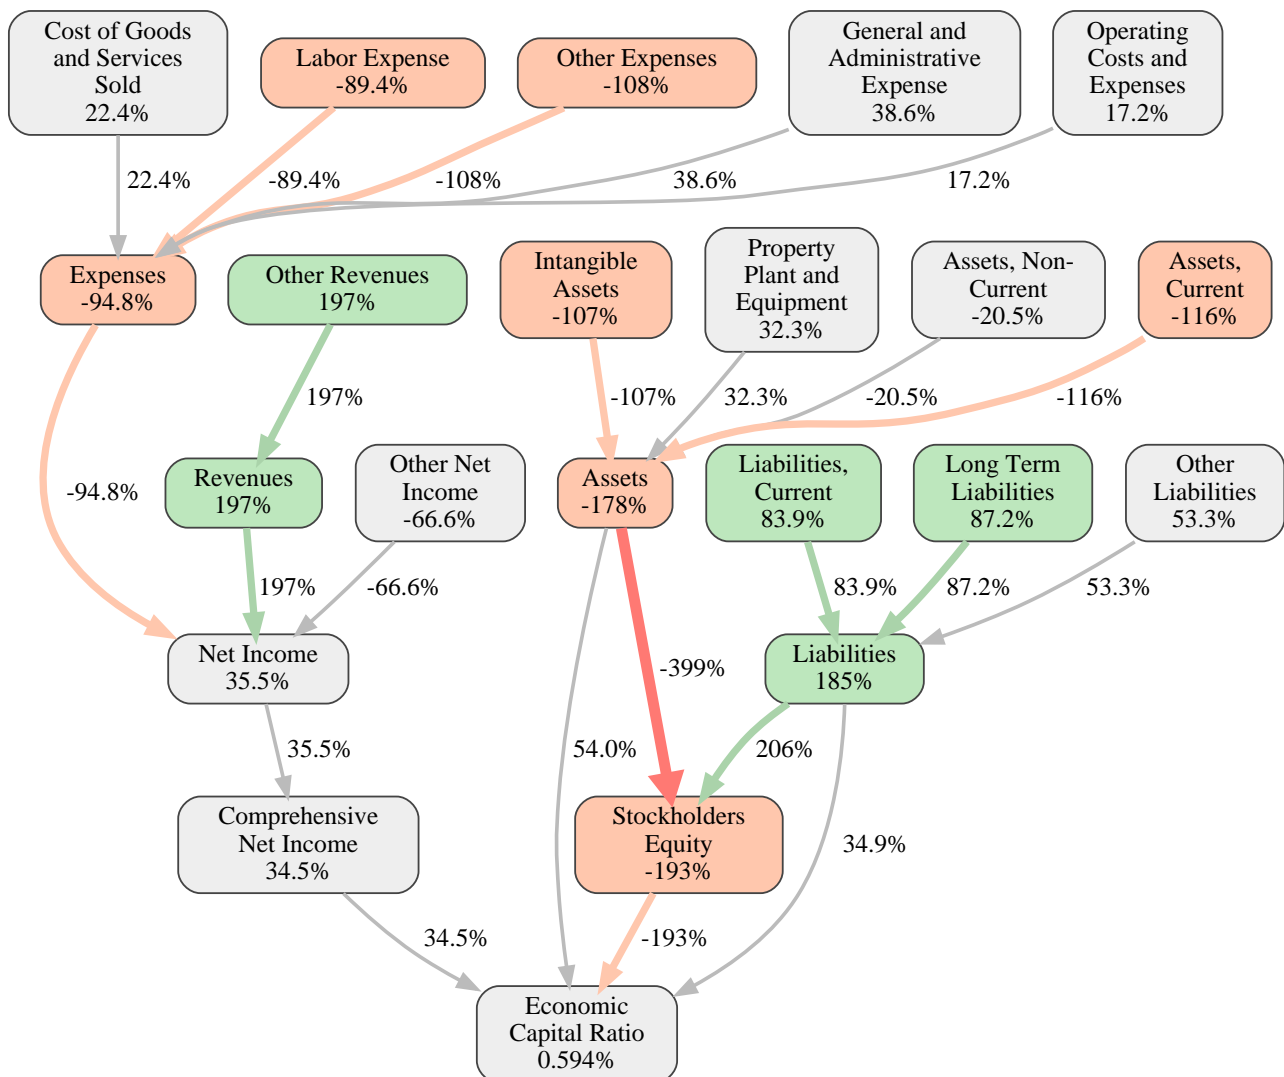 Cost of Goods
and Services
Sold
22.4%
Labor Expense
-89.4%
Other Expenses
-108%
General and
Administrative
Expense
38.6%
Operating
Costs and
Expenses
17.2%
22.4%
-89.4%
-108%
38.6%
17.2%
Expenses
-94.8%
Other Revenues
197%
Intangible
Assets
-107%
Property
Plant and
Equipment
32.3%
Assets, Non-
Current
-20.5%
Assets,
Current
-116%
197%
-107%
32.3%
-20.5%
-116%
-94.8%
Revenues
197%
Other Net
Income
-66.6%
Assets
-178%
Liabilities,
Current
83.9%
Long Term
Liabilities
87.2%
Other
Liabilities
53.3%
197%
-66.6%
83.9%
87.2%
53.3%
Net Income
35.5%
-399%
Liabilities
185%
35.5%
54.0%
206%
Comprehensive
Net Income
34.5%
Stockholders
Equity
-193%
34.9%
34.5%
-193%
Economic
Capital Ratio
0.594%